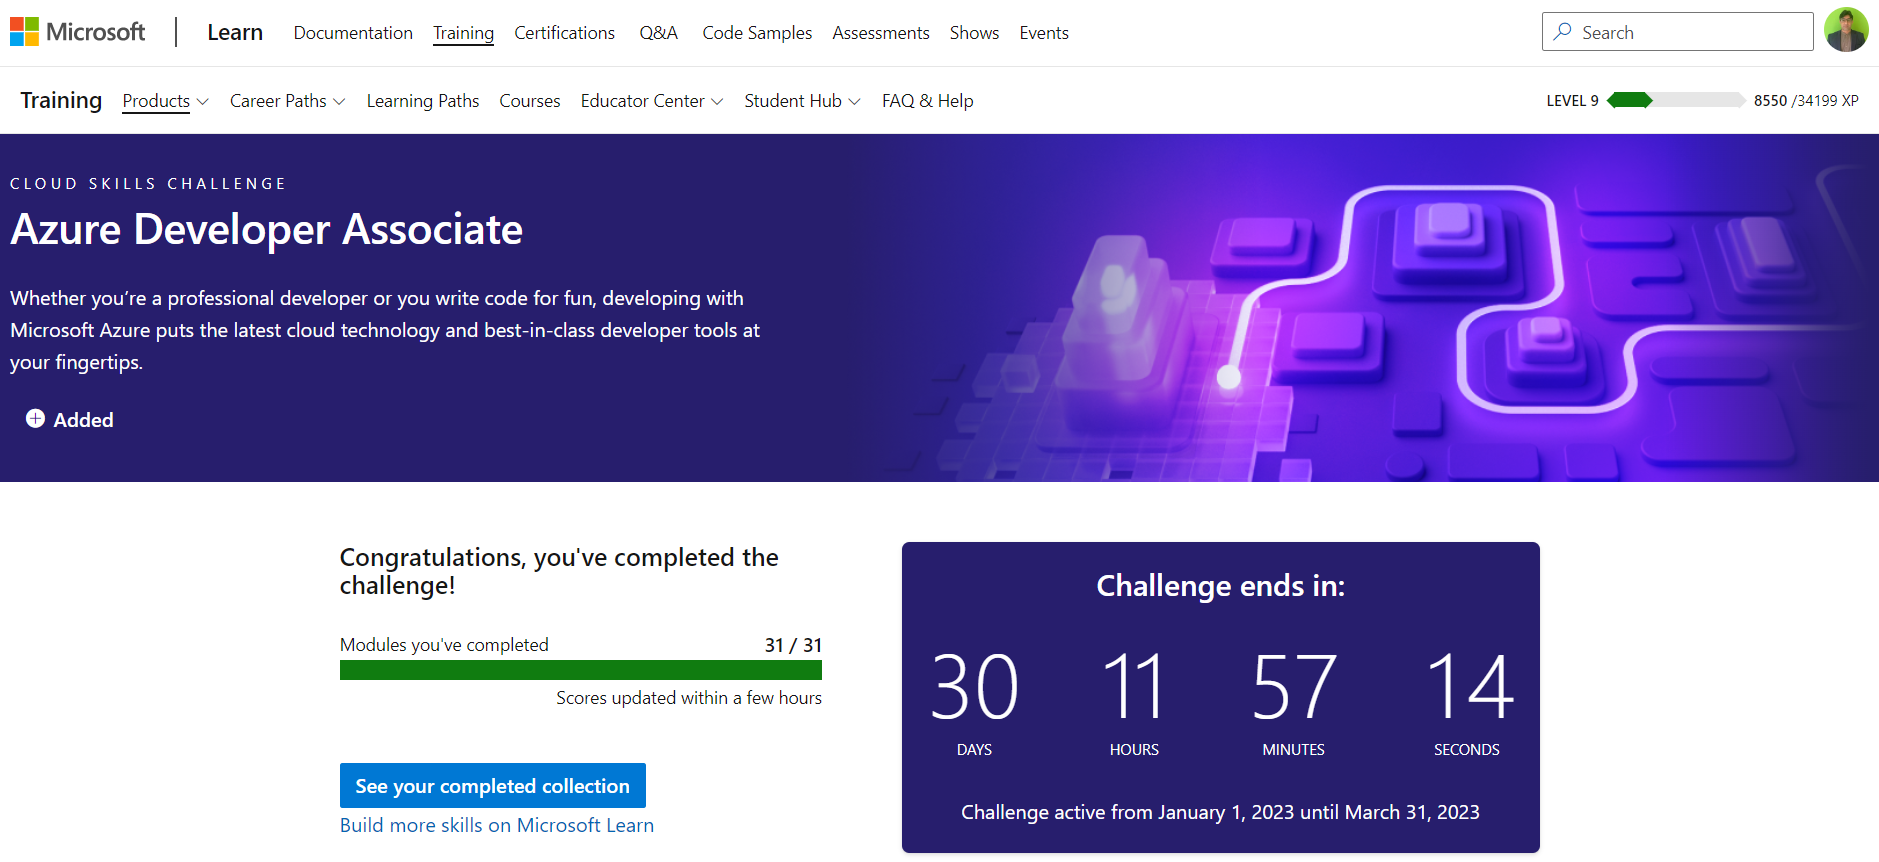 Microsoft Learn Documentation Training Certifications Q&A Code Samples Assessments Shows Events Search
Training Products Career Paths Learning Paths Courses Educator Center Student Hub FAQ & Help LEVEL 9 8550 /34199 XP
CLOUD SKILLS CHALLENGE
Azure Developer Associate
Whether you’re a professional developer or you write code for fun, developing with
Microsoft Azure puts the latest cloud technology and best-in-class developer tools at
your fingertips.
Added
Congratulations, you've completed the
challenge!
Modules you've completed 31 / 31
Scores updated within a few hours
See your completed collection
Build more skills on Microsoft Learn
Challenge ends in:
30 11 57 14
DAYS HOURS MINUTES SECONDS
Challenge active from January 1, 2023 until March 31, 2023